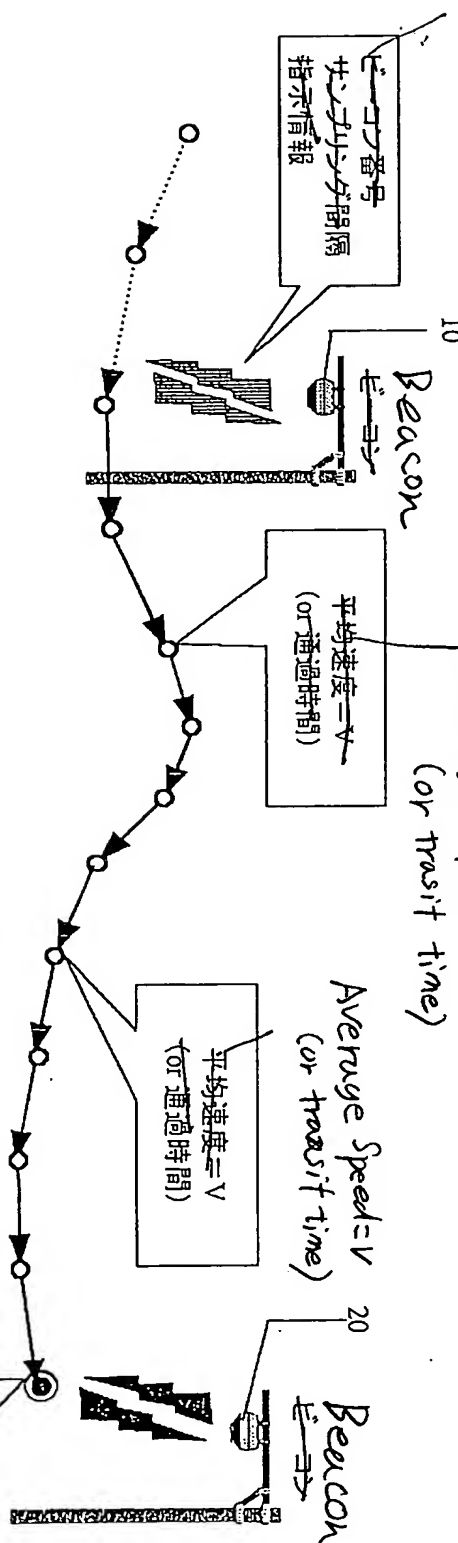 ビーコン番号
サンプリング間隔
指示情報
10
Beacon
ビーコン
平均速度=V
(or 通過時間)
(or trasit time)
Average Speed=V
(or transit time)
平均速度=V
(or 通過時間)
20
Beacon
ビーコン